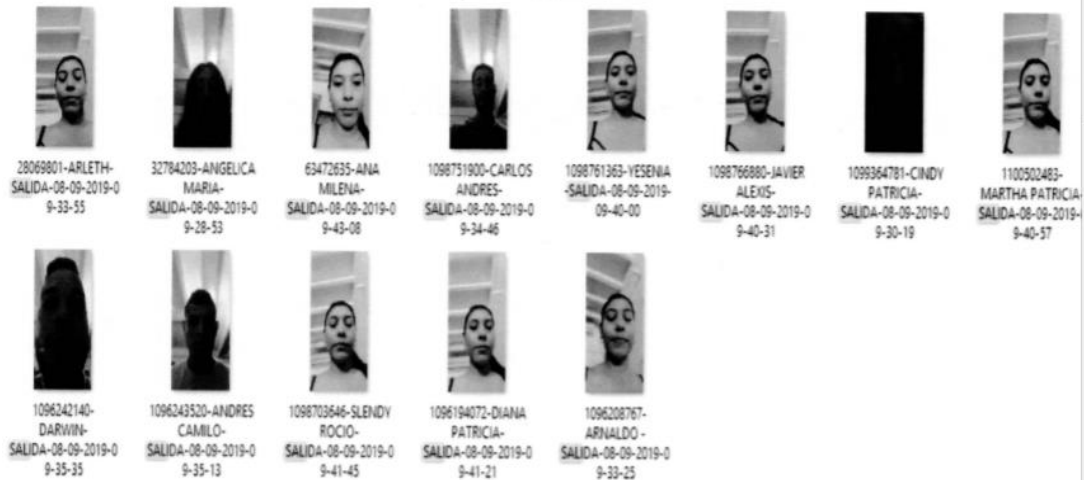 28069801-ARLETH-
SALIDA-08-09-2019-0
9-33-55
32784203-ANGELICA
MARIA-
SALIDA-08-09-2019-0
9-28-53
63472635-ANA
MILENA-
SALIDA-08-09-2019-0
9-43-08
1098751900-CARLOS
ANDRES-
SALIDA-08-09-2019-0
9-34-46
1098761363-YESENIA
-SALIDA-08-09-2019-
09-40-00
1098766880-JAVIER
ALEXIS-
SALIDA-08-09-2019-0
9-40-31
1099364781-CINDY
PATRICIA-
SALIDA-08-09-2019-0
9-30-19
1100502483-
MARTHA PATRICIA-
SALIDA-08-09-2019-
9-40-57
1096242140-
DARWIN-
SALIDA-08-09-2019-0
9-35-35
1096243520-ANDRES
CAMILO-
SALIDA-08-09-2019-0
9-35-13
1098703646-SLENDY
ROCIO-
SALIDA-08-09-2019-0
9-41-45
1096194072-DIANA
PATRICIA-
SALIDA-08-09-2019-0
9-41-21
1096208767-
ARNALDO -
SALIDA-08-09-2019-0
9-33-25